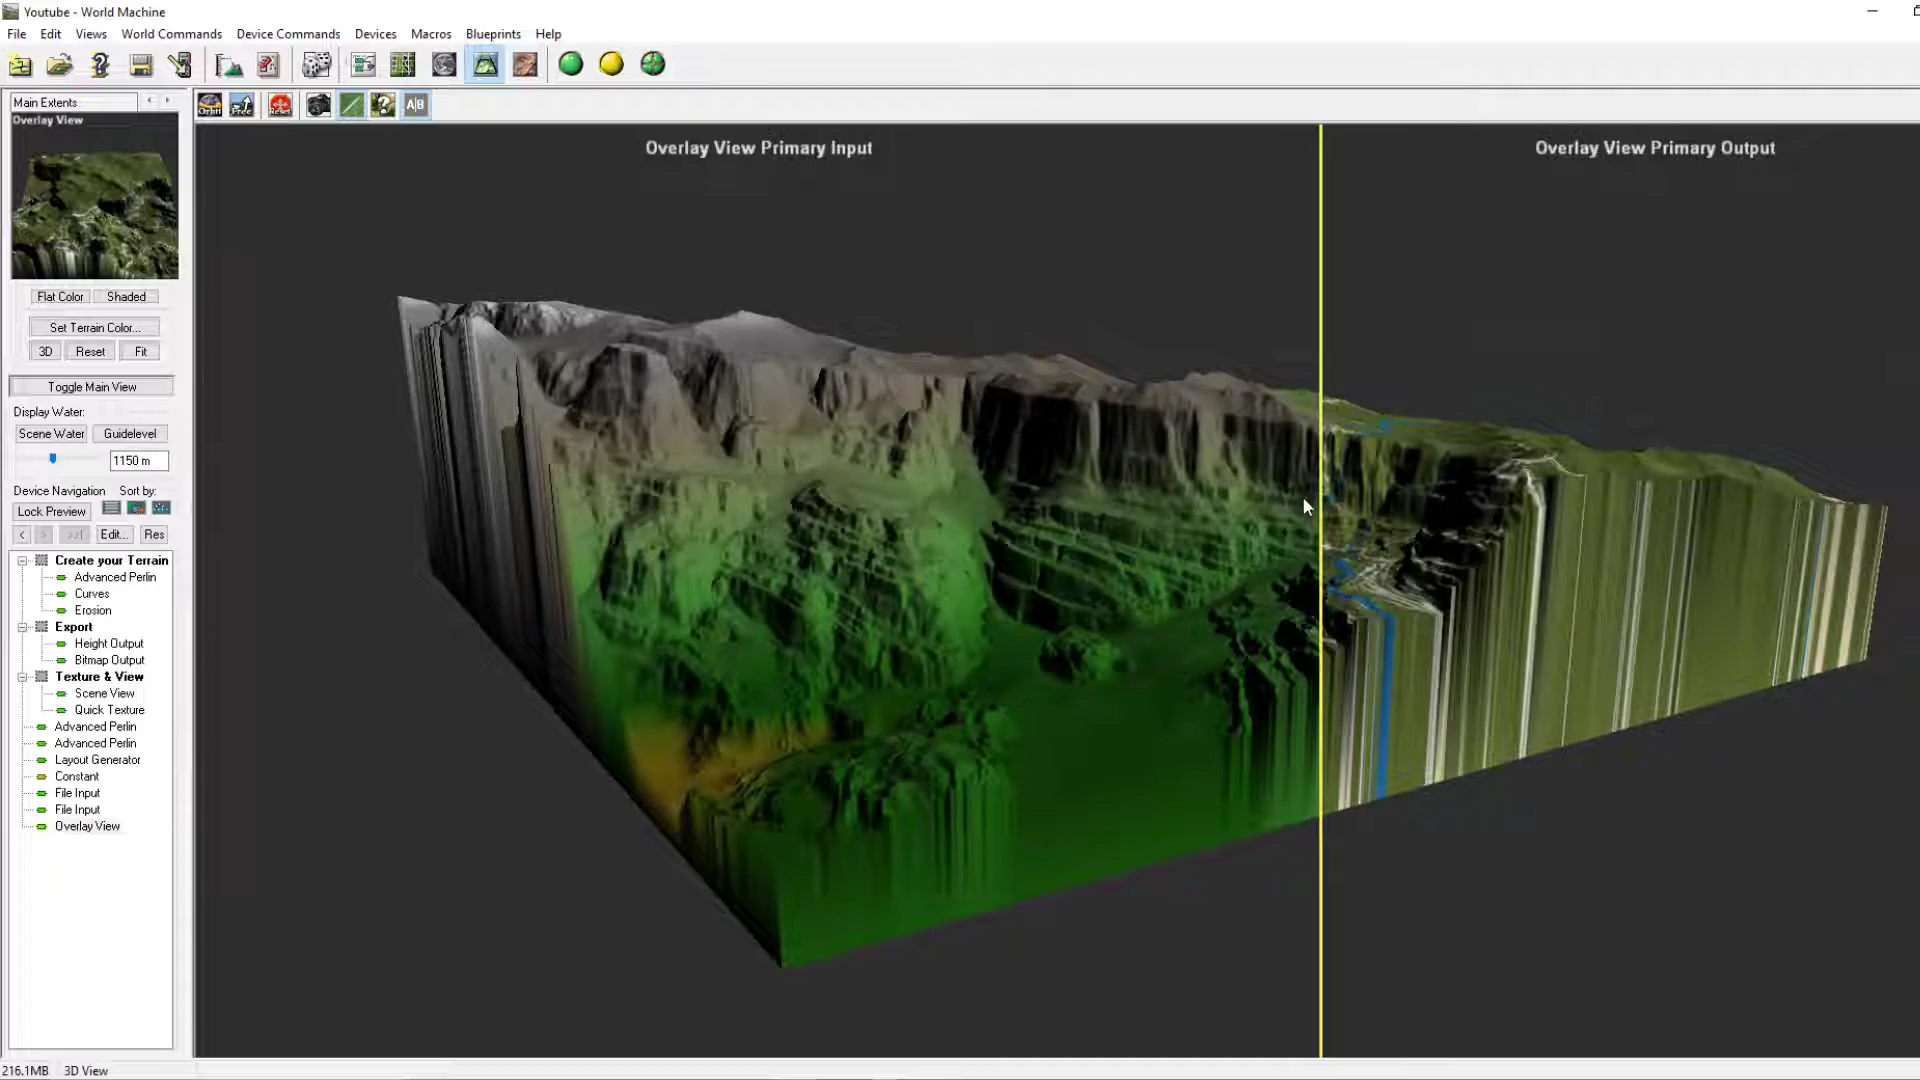 Youtube - World Machine
File Edit Views World Commands Device Commands Devices Macros Blueprints Help
Main Extents
Orbit Free Reset A|B
Overlay View
Overlay View Primary Input
Overlay View Primary Output
Flat Color Shaded
Set Terrain Color...
3D Reset Fit
Toggle Main View
Display Water:
Scene Water Guidelevel
1150 m
Device Navigation Sort by:
Lock Preview
< > >>| Edit... Res
Create your Terrain
Advanced Perlin
Curves
Erosion
Export
Height Output
Bitmap Output
Texture & View
Scene View
Quick Texture
Advanced Perlin
Advanced Perlin
Layout Generator
Constant
File Input
File Input
Overlay View
216.1MB 3D View